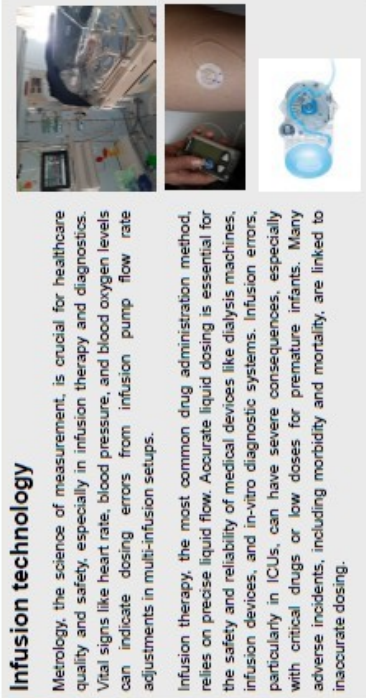 Infusion technology
Metrology, the science of measurement, is crucial for healthcare
quality and safety, especially in infusion therapy and diagnostics.
Vital signs like heart rate, blood pressure, and blood oxygen levels
can indicate dosing errors from infusion pump flow rate
adjustments in multi-infusion setups.
Infusion therapy, the most common drug administration method,
relies on precise liquid flow. Accurate liquid dosing is essential for
the safety and reliability of medical devices like dialysis machines,
infusion devices, and in-vitro diagnostic systems. Infusion errors,
particularly in ICUs, can have severe consequences, especially
with critical drugs or low doses for premature infants. Many
adverse incidents, including morbidity and mortality, are linked to
inaccurate dosing.